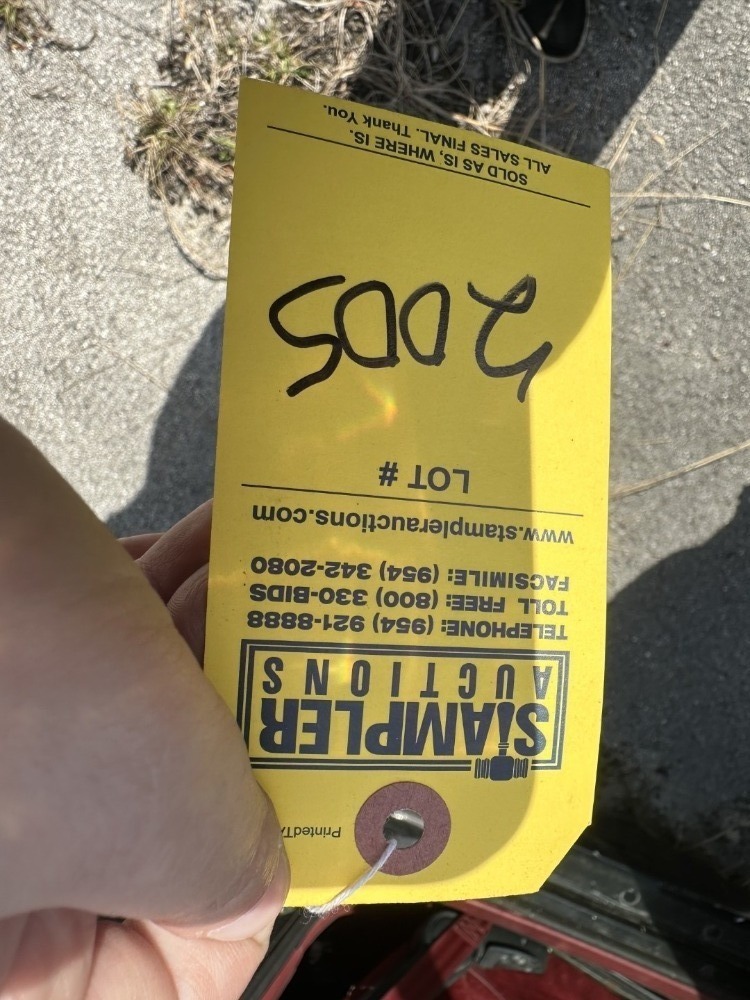 STAMPLER
AUCTIONS
TELEPHONE: (954) 921-8888
TOLL FREE: (800) 330-BIDS
FACSIMILE: (954) 342-2080
www.stamplerauctions.com
LOT #
2005
SOLD AS IS, WHERE IS.
ALL SALES FINAL. Thank You.